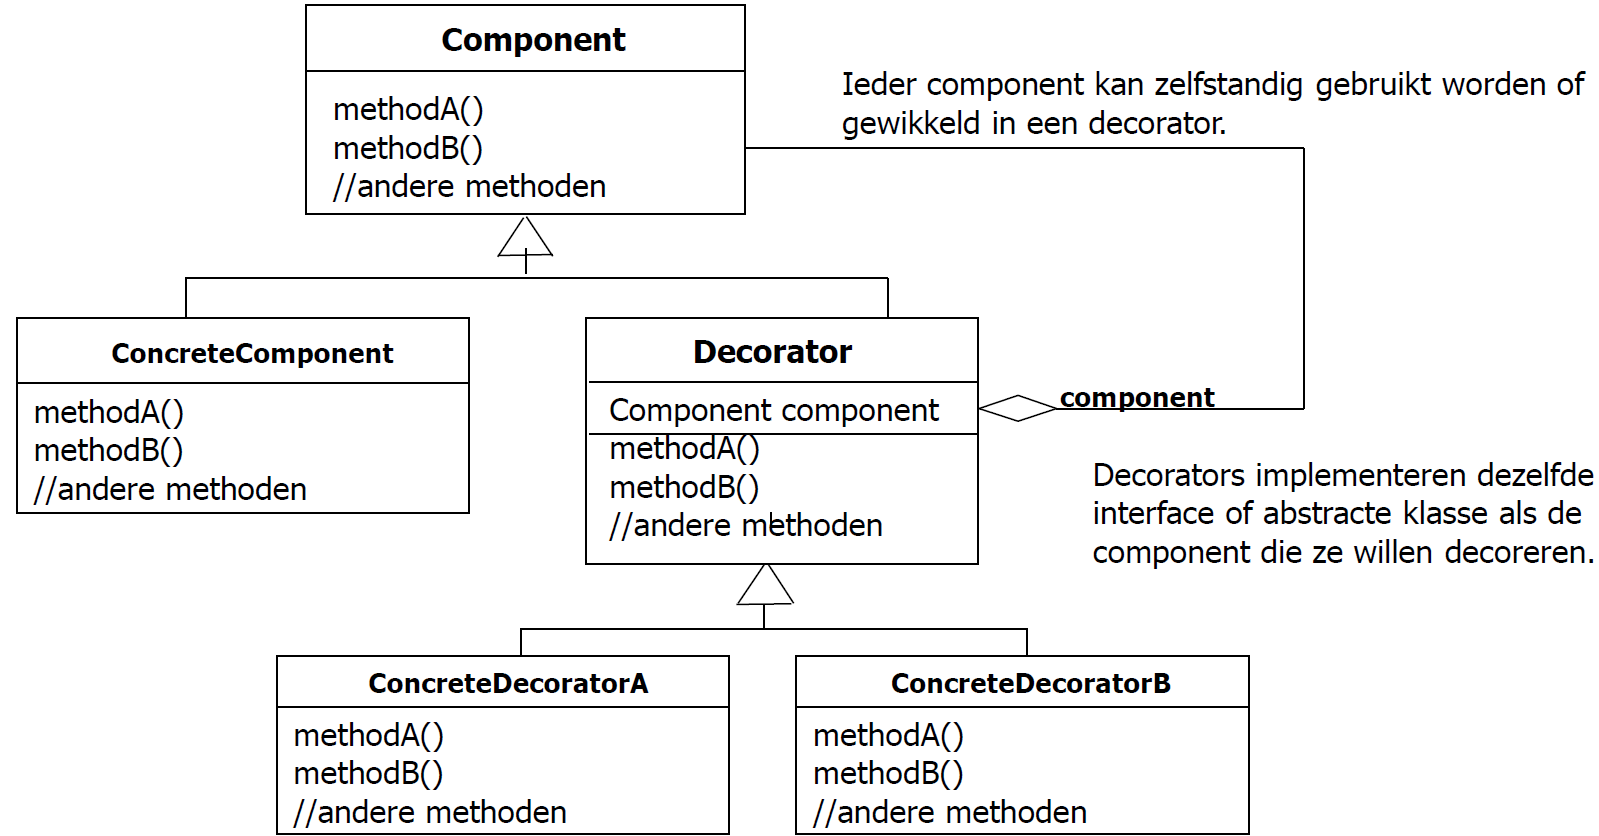 Component
methodA()
methodB()
//andere methoden
Ieder component kan zelfstandig gebruikt worden of
gewikkeld in een decorator.
ConcreteComponent
methodA()
methodB()
//andere methoden
Decorator
Component component
methodA()
methodB()
//andere methoden
component
Decorators implementeren dezelfde
interface of abstracte klasse als de
component die ze willen decoreren.
ConcreteDecoratorA
methodA()
methodB()
//andere methoden
ConcreteDecoratorB
methodA()
methodB()
//andere methoden